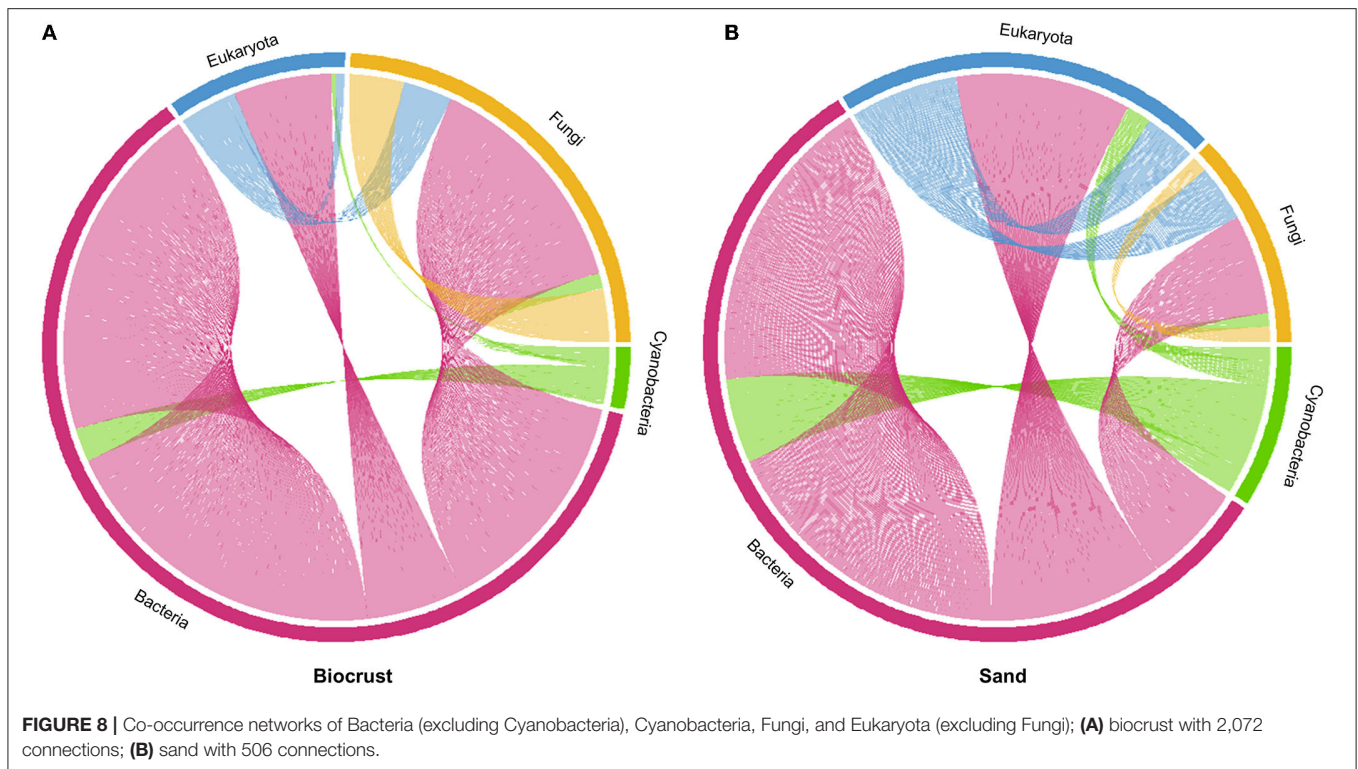 A
B
Eukaryota
Fungi
Cyanobacteria
Bacteria
Biocrust
Eukaryota
Fungi
Cyanobacteria
Bacteria
Sand
FIGURE 8 | Co-occurrence networks of Bacteria (excluding Cyanobacteria), Cyanobacteria, Fungi, and Eukaryota (excluding Fungi); (A) biocrust with 2,072
connections; (B) sand with 506 connections.